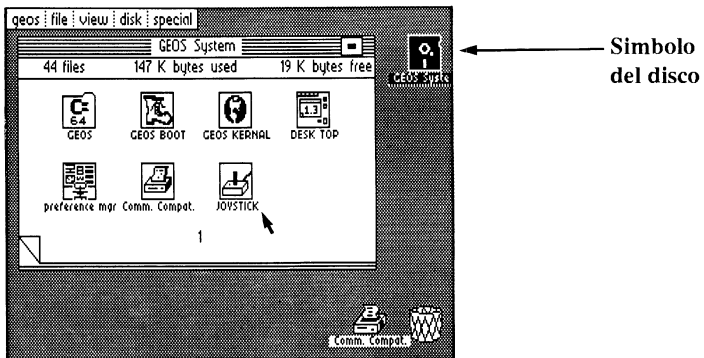 geos file view disk special
GEOS System
44 files 147 K bytes used 19 K bytes free
GEOS Syste
Simbolo
del disco
C= 64
GEOS GEOS BOOT GEOS KERNAL DESK TOP
preference mgr Comm. Compat. JOYSTICK
1
Comm. Compat.